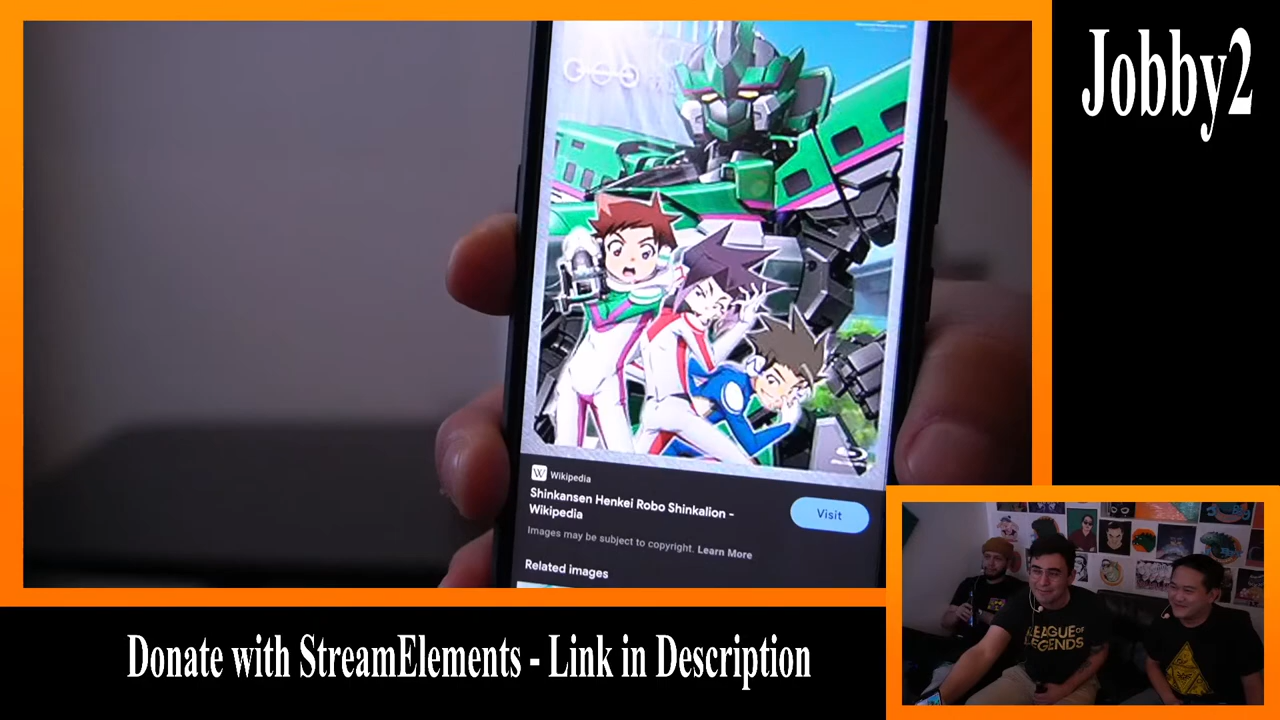 Jobby2
W Wikipedia
Shinkansen Henkei Robo Shinkalion -
Wikipedia
Visit
Images may be subject to copyright. Learn More
Related images
LEAGUE OF
LEGENDS
Donate with StreamElements - Link in Description